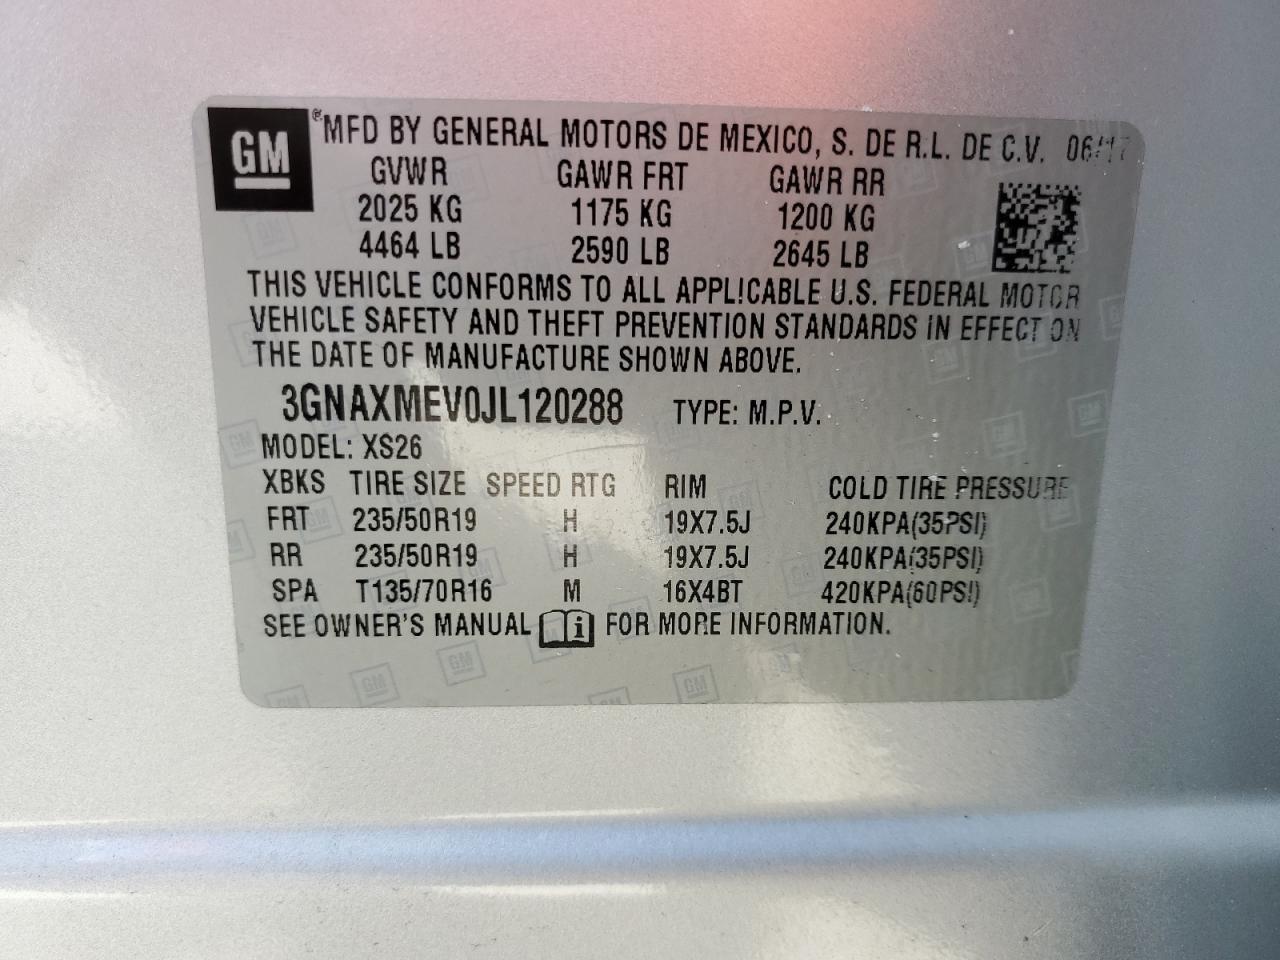 GM ® MFD BY GENERAL MOTORS DE MEXICO, S. DE R.L. DE C.V. 06/17
GVWR GAWR FRT GAWR RR
2025 KG 1175 KG 1200 KG
4464 LB 2590 LB 2645 LB
THIS VEHICLE CONFORMS TO ALL APPLICABLE U.S. FEDERAL MOTOR
VEHICLE SAFETY AND THEFT PREVENTION STANDARDS IN EFFECT ON
THE DATE OF MANUFACTURE SHOWN ABOVE.
3GNAXMEV0JL120288 TYPE: M.P.V.
MODEL: XS26
XBKS TIRE SIZE SPEED RTG RIM COLD TIRE PRESSURE
FRT 235/50R19 H 19X7.5J 240KPA(35PSI)
RR 235/50R19 H 19X7.5J 240KPA(35PSI)
SPA T135/70R16 M 16X4BT 420KPA(60PSI)
SEE OWNER'S MANUAL i FOR MORE INFORMATION.